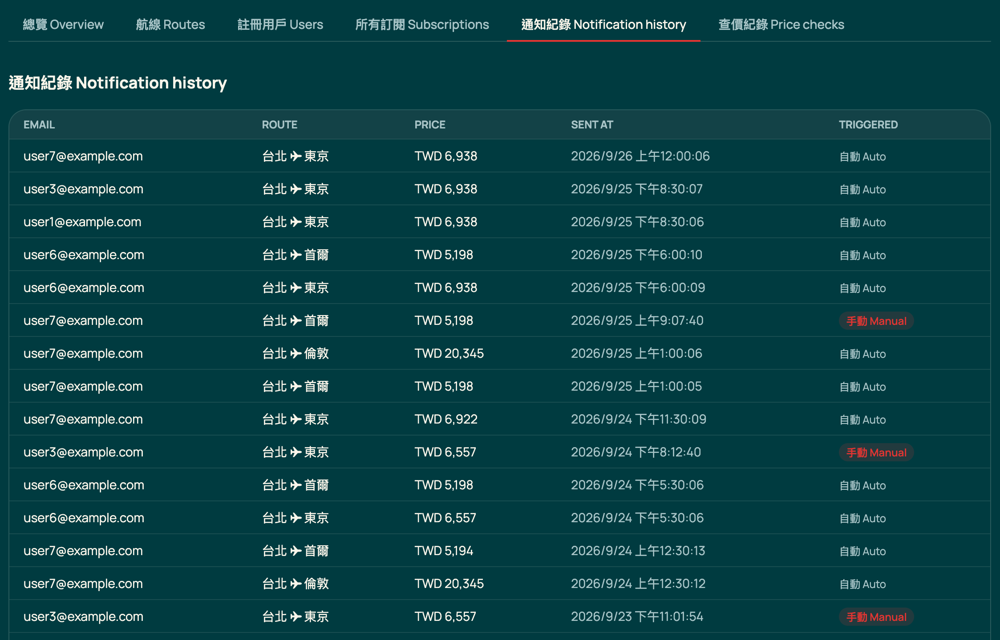 總覽 Overview 航線 Routes 註冊用戶 Users 所有訂閱 Subscriptions 通知紀錄 Notification history 查價紀錄 Price checks
通知紀錄 Notification history
EMAIL ROUTE PRICE SENT AT TRIGGERED
user7@example.com 台北 ✈ 東京 TWD 6,938 2026/9/26 上午12:00:06 自動 Auto
user3@example.com 台北 ✈ 東京 TWD 6,938 2026/9/25 下午8:30:07 自動 Auto
user1@example.com 台北 ✈ 東京 TWD 6,938 2026/9/25 下午8:30:06 自動 Auto
user6@example.com 台北 ✈ 首爾 TWD 5,198 2026/9/25 下午6:00:10 自動 Auto
user6@example.com 台北 ✈ 東京 TWD 6,938 2026/9/25 下午6:00:09 自動 Auto
user7@example.com 台北 ✈ 首爾 TWD 5,198 2026/9/25 上午9:07:40 手動 Manual
user7@example.com 台北 ✈ 倫敦 TWD 20,345 2026/9/25 上午1:00:06 自動 Auto
user7@example.com 台北 ✈ 首爾 TWD 5,198 2026/9/25 上午1:00:05 自動 Auto
user7@example.com 台北 ✈ 東京 TWD 6,922 2026/9/24 下午11:30:09 自動 Auto
user3@example.com 台北 ✈ 東京 TWD 6,557 2026/9/24 下午8:12:40 手動 Manual
user6@example.com 台北 ✈ 首爾 TWD 5,198 2026/9/24 下午5:30:06 自動 Auto
user6@example.com 台北 ✈ 東京 TWD 6,557 2026/9/24 下午5:30:06 自動 Auto
user7@example.com 台北 ✈ 首爾 TWD 5,194 2026/9/24 上午12:30:13 自動 Auto
user7@example.com 台北 ✈ 倫敦 TWD 20,345 2026/9/24 上午12:30:12 自動 Auto
user3@example.com 台北 ✈ 東京 TWD 6,557 2026/9/23 下午11:01:54 手動 Manual